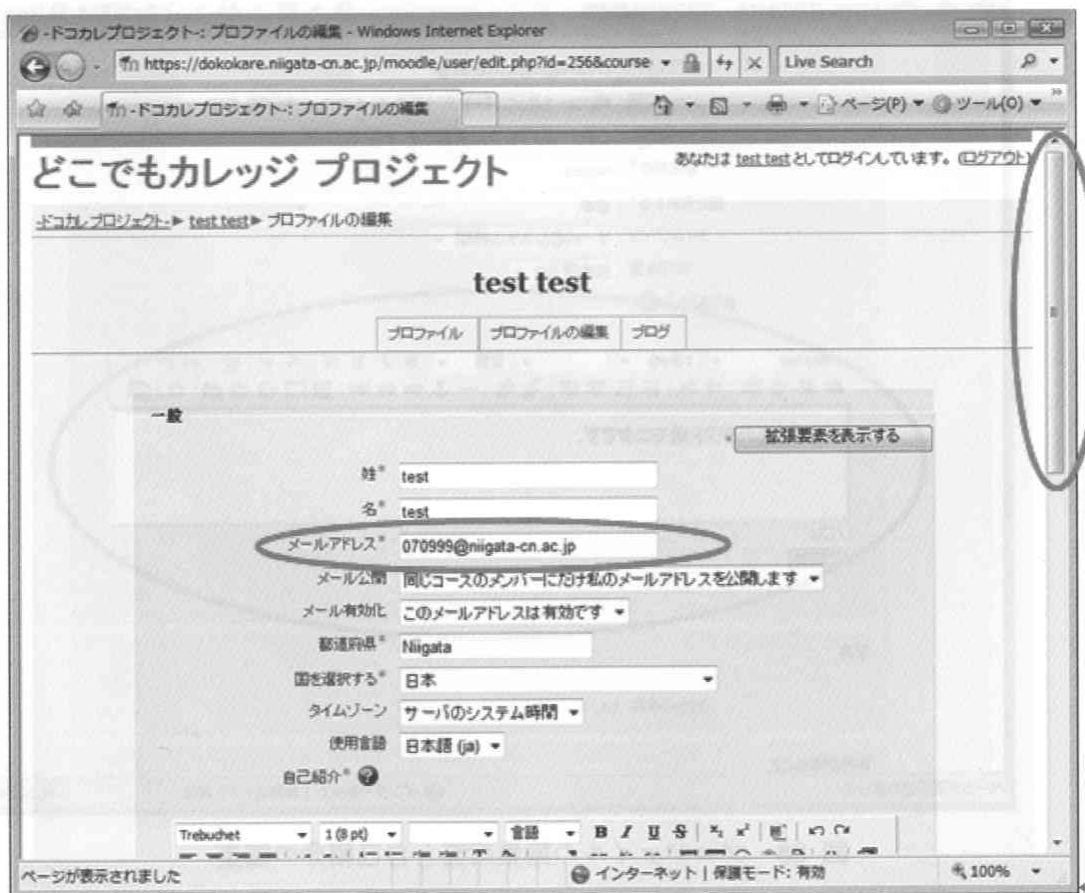 -ドコカレプロジェクト-: プロファイルの編集 - Windows Internet Explorer
https://dokokare.niigata-cn.ac.jp/moodle/user/edit.php?id=256&course
Live Search
-ドコカレプロジェクト-: プロファイルの編集
ページ(P) ツール(O)
どこでもカレッジ プロジェクト
あなたは test test としてログインしています。(ログアウト)
-ドコカレプロジェクト-► test test► プロファイルの編集
test test
プロファイル プロファイルの編集 ブログ
一般
拡張要素を表示する
姓* test
名* test
メールアドレス* 070999@niigata-cn.ac.jp
メール公開 同じコースのメンバーにだけ私のメールアドレスを公開します
メール有効化 このメールアドレスは有効です
都道府県* Niigata
国を選択する* 日本
タイムゾーン サーバのシステム時間
使用言語 日本語 (ja)
自己紹介* ?
Trebuchet 1 (8 pt) 言語 B I U S x₂ x²
ページが表示されました
インターネット | 保護モード: 有効
100%